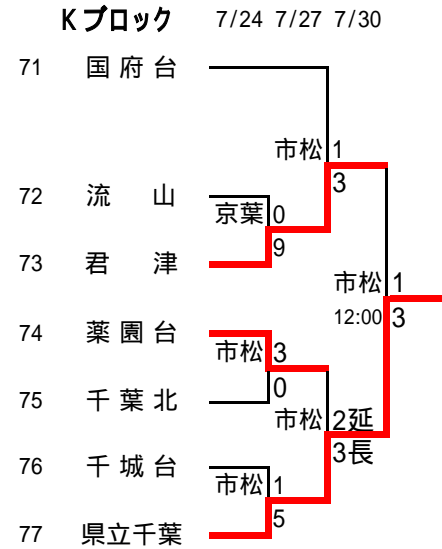 Kブロック 7/24 7/27 7/30
71 国府台
市松 1
3
72 流 山
京葉 0
73 君 津
9
市松 1
12:00 3
74 薬園台
市松 3
75 千葉北
0
市松 2延
3長
76 千城台
市松 1
77 県立千葉
5